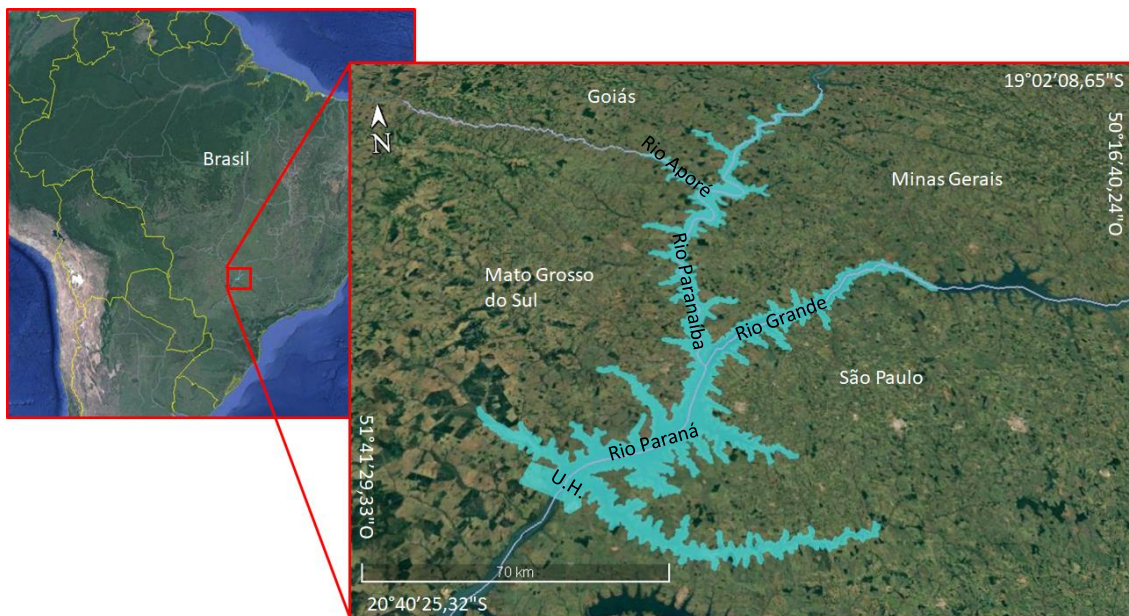 Brasil
N
Goiás
19°02'08,65"S
50°16'40,24"O
Rio Aporé
Minas Gerais
Rio Paranaíba
Mato Grosso
do Sul
Rio Grande
São Paulo
Rio Paraná
U.H.
51°41'29,33"O
70 km
20°40'25,32"S